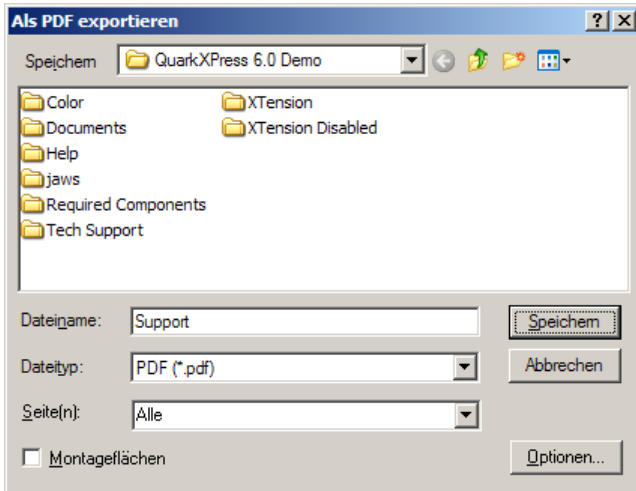 Als PDF exportieren
Speichern QuarkXPress 6.0 Demo
Color XTension
Documents XTension Disabled
Help
jaws
Required Components
Tech Support
Dateiname: Support Speichern
Dateityp: PDF (*.pdf) Abbrechen
Seite(n): Alle
Montageflächen Optionen...